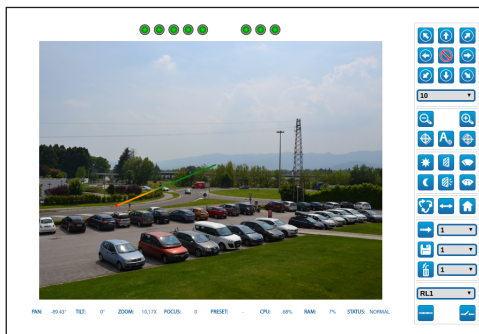 10
A
1
1
1
RL1
PAN: -89.43° TILT: 0° ZOOM: 10.17X FOCUS: 0 PRESET: - CPU: 68% RAM: 7% STATUS: NORMAL